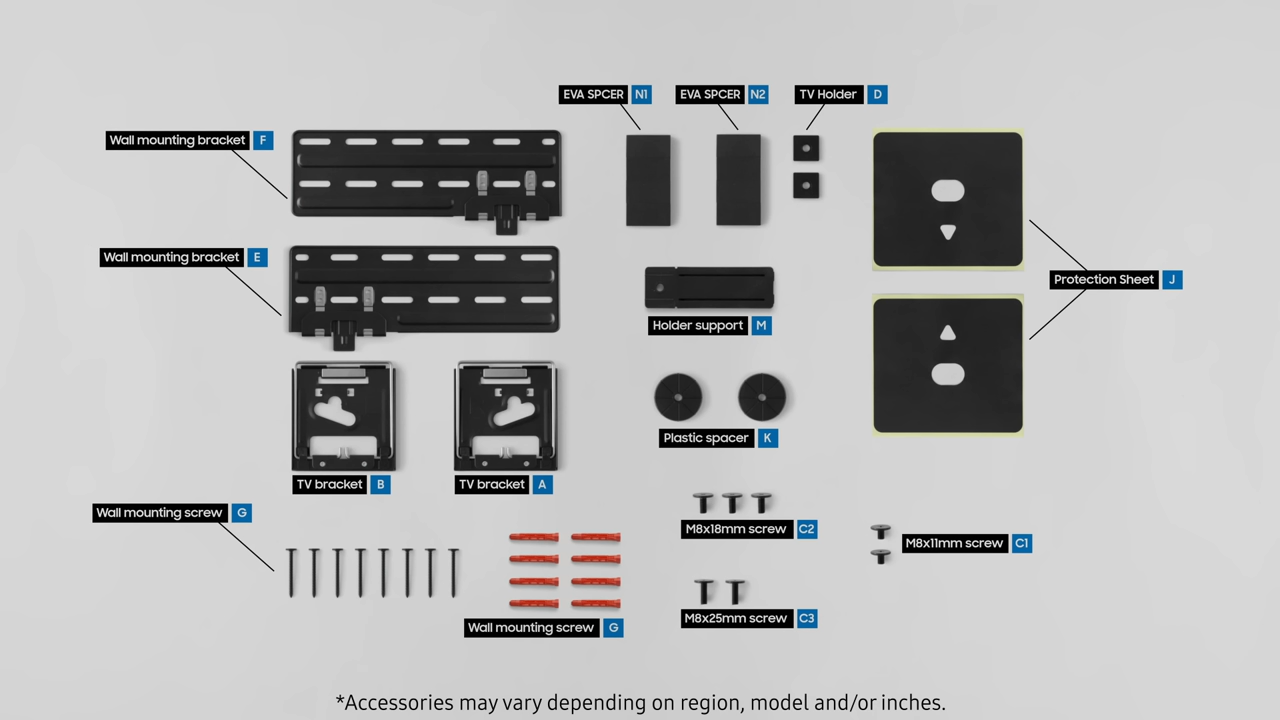 EVA SPCER N1
EVA SPCER N2
TV Holder D
Wall mounting bracket F
Wall mounting bracket E
Protection Sheet J
Holder support M
Plastic spacer K
TV bracket B
TV bracket A
Wall mounting screw G
M8x18mm screw C2
M8x11mm screw C1
M8x25mm screw C3
Wall mounting screw G
*Accessories may vary depending on region, model and/or inches.